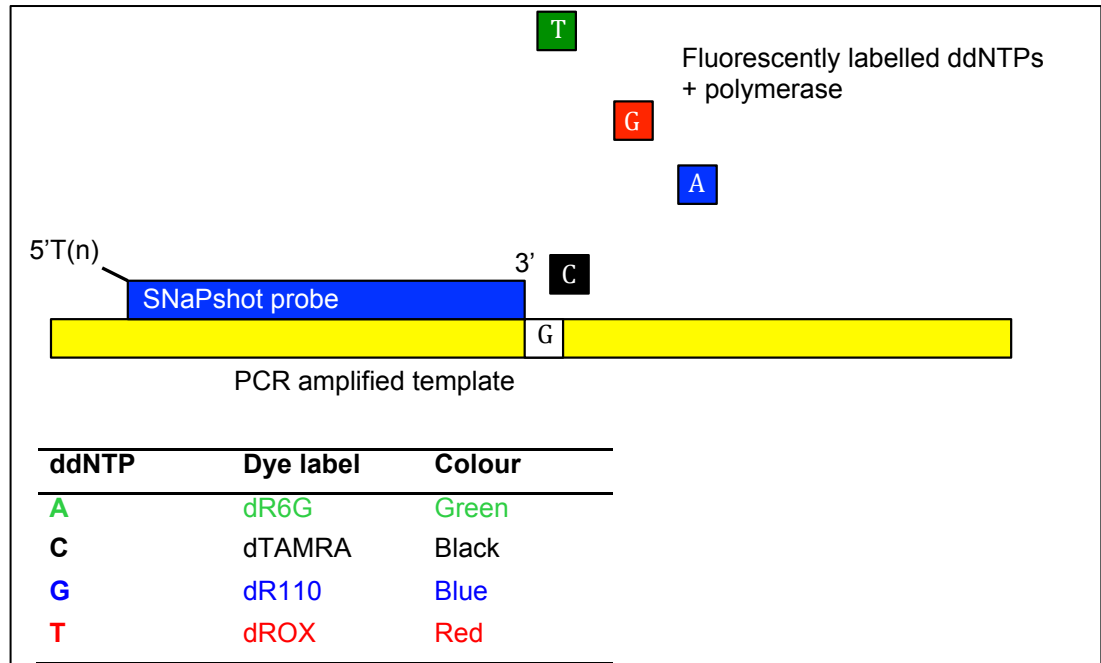 T
Fluorescently labelled ddNTPs
+ polymerase
G
A
5’T(n)
3’
C
SNaPshot probe
G
PCR amplified template
ddNTP Dye label Colour
A dR6G Green
C dTAMRA Black
G dR110 Blue
T dROX Red